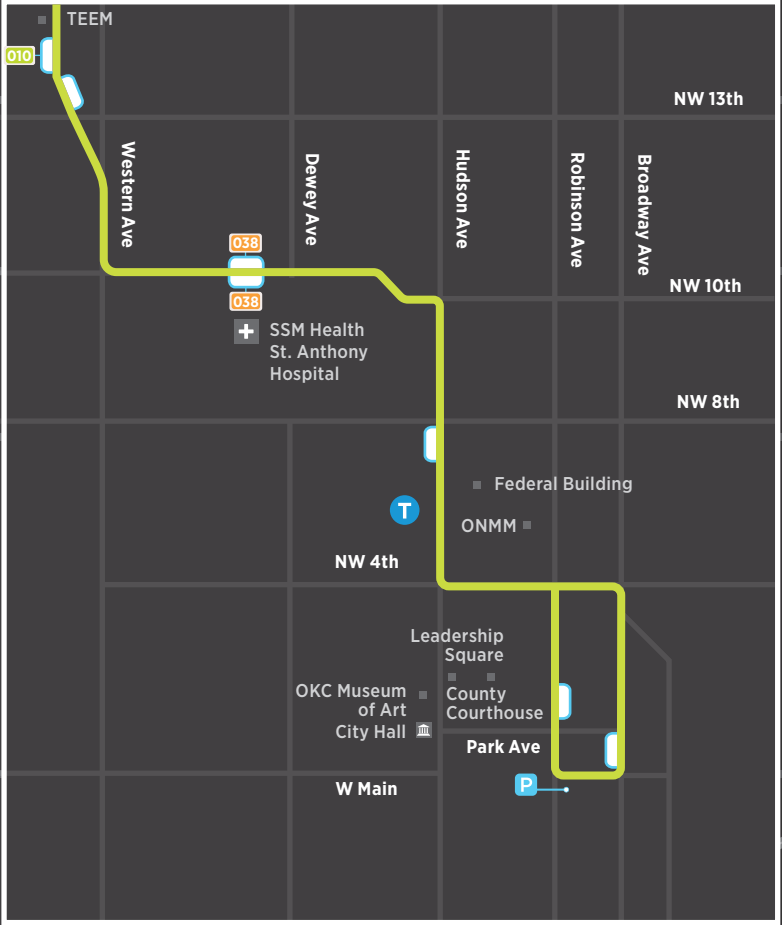 TEEM
010
NW 13th
Western Ave
Dewey Ave
Hudson Ave
Robinson Ave
Broadway Ave
038
NW 10th
038
SSM Health
St. Anthony
Hospital
NW 8th
Federal Building
T
ONMM
NW 4th
Leadership
Square
OKC Museum
of Art
County
Courthouse
City Hall
Park Ave
W Main
P